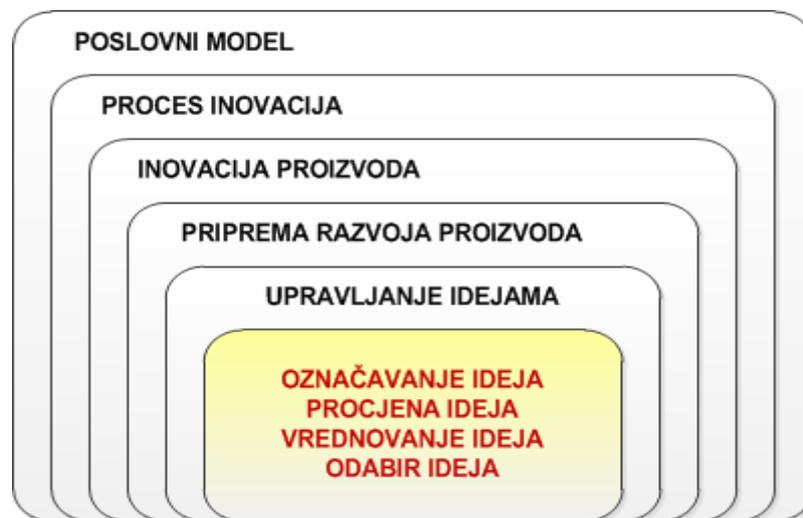 POSLOVNI MODEL
PROCES INOVACIJA
INOVACIJA PROIZVODA
PRIPREMA RAZVOJA PROIZVODA
UPRAVLJANJE IDEJAMA
OZNAČAVANJE IDEJA
PROCJENA IDEJA
VREDNOVANJE IDEJA
ODABIR IDEJA